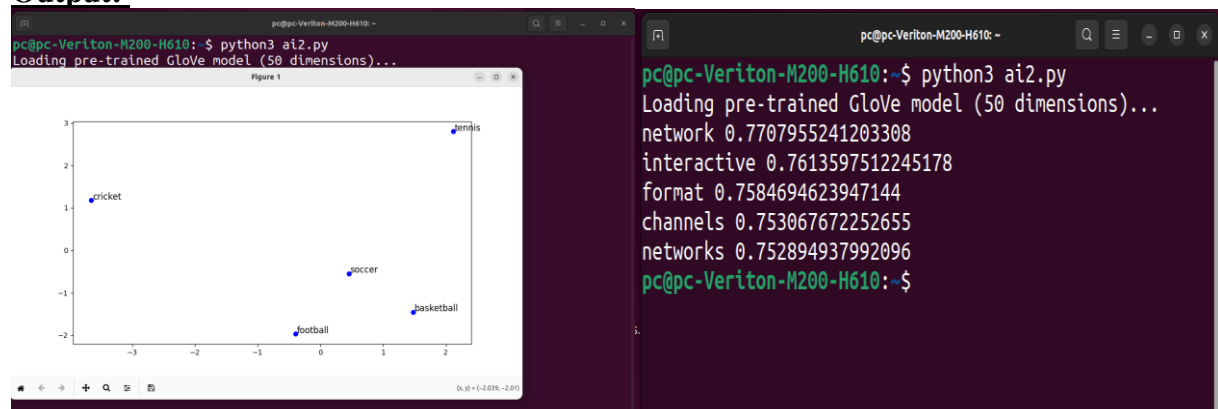 Output:
pc@pc-Veriton-M200-H610: ~
pc@pc-Veriton-M200-H610:~$ python3 ai2.py
Loading pre-trained GloVe model (50 dimensions)...
Figure 1
3
2
1
0
−1
−2
−3
−2
−1
0
1
2
tennis
cricket
soccer
basketball
football
(x, y) = (−2.039, −2.01)
pc@pc-Veriton-M200-H610: ~
pc@pc-Veriton-M200-H610:~$ python3 ai2.py
Loading pre-trained GloVe model (50 dimensions)...
network 0.7707955241203308
interactive 0.7613597512245178
format 0.7584694623947144
channels 0.753067672252655
networks 0.752894937992096
pc@pc-Veriton-M200-H610:~$
s.